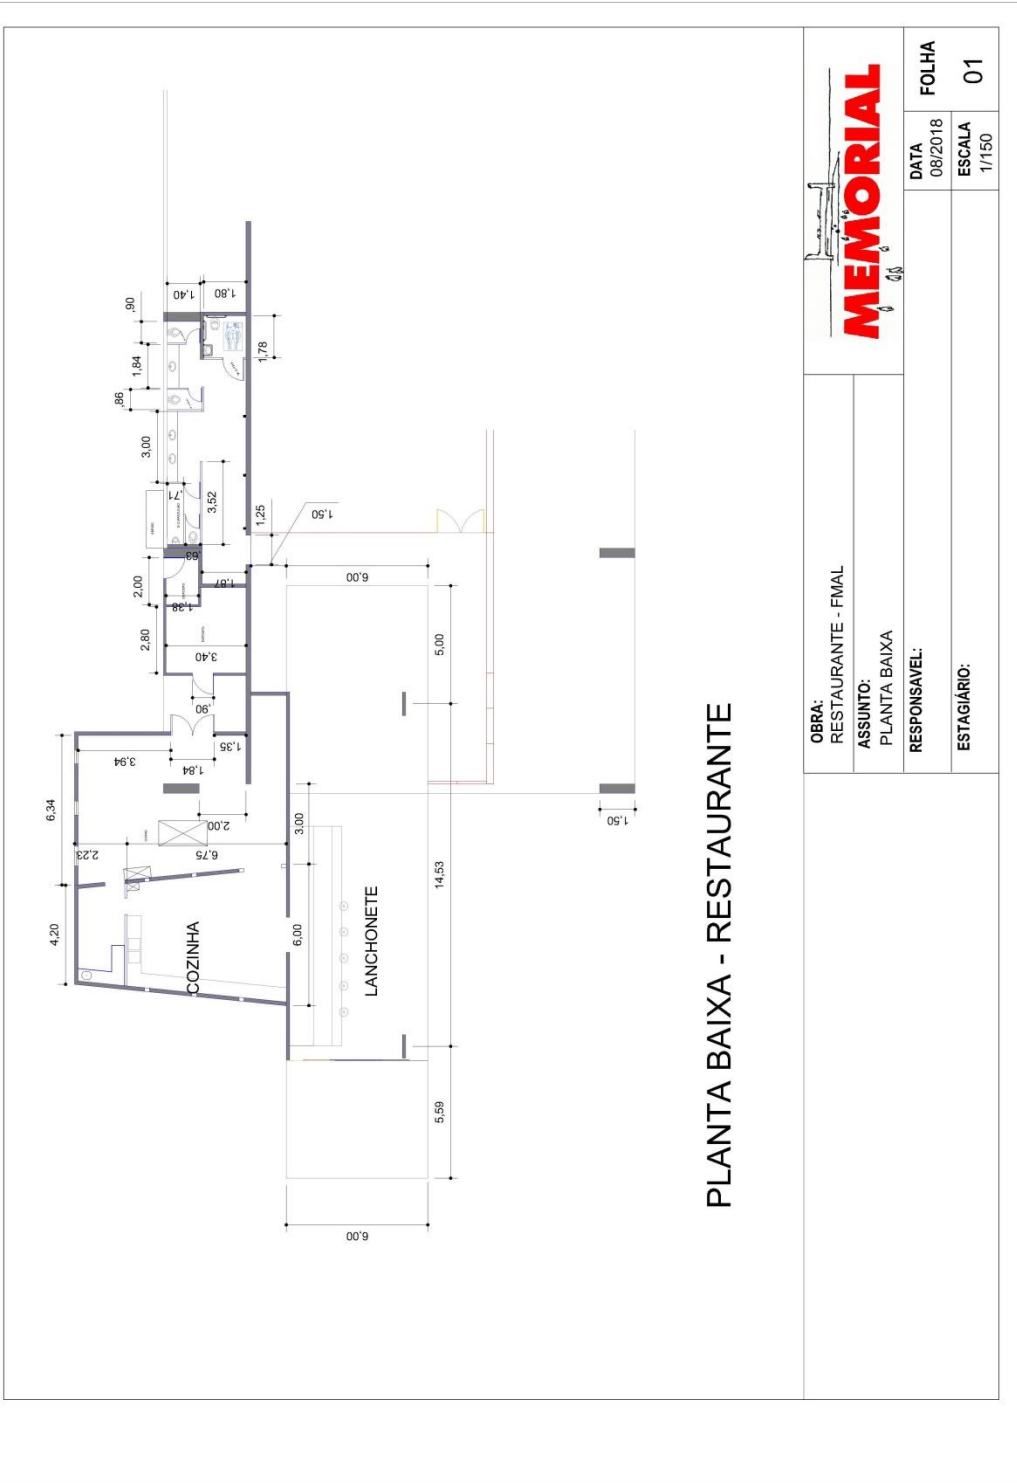 PLANTA BAIXA - RESTAURANTE
COZINHA
LANCHONETE
4,20
6,34
2,80
2,00
3,00
,86
1,84
,90
2,23
3,94
6,75
2,00
1,84
1,35
,90
3,40
1,38
1,87
,63
3,52
,71
1,40
1,80
1,78
1,25
1,50
6,00
3,00
6,00
5,59
14,53
5,00
6,00
1,50
OBRA:
RESTAURANTE - FMAL
ASSUNTO:
PLANTA BAIXA
RESPONSAVEL:
ESTAGIÁRIO:
MEMORIAL
DATA
08/2018
ESCALA
1/150
FOLHA
01